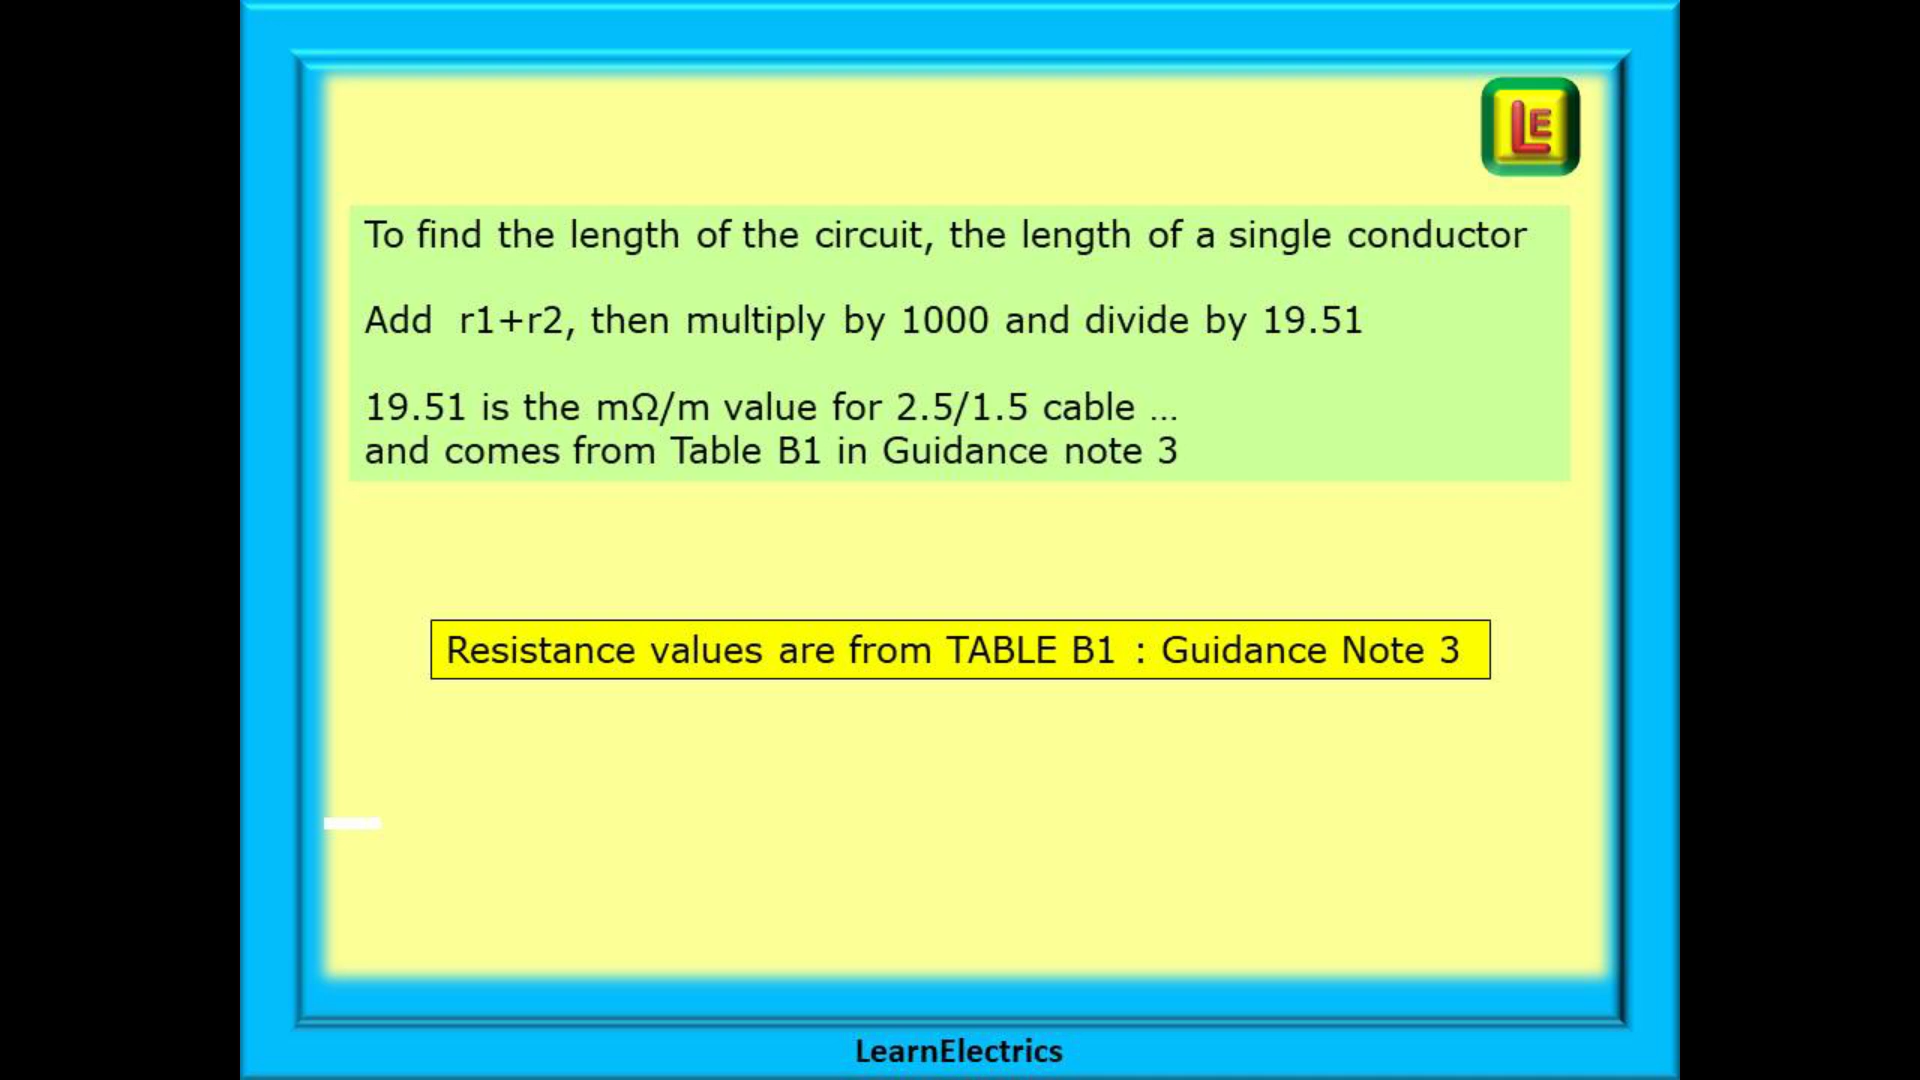 LE
To find the length of the circuit, the length of a single conductor
Add r1+r2, then multiply by 1000 and divide by 19.51
19.51 is the mΩ/m value for 2.5/1.5 cable ...
and comes from Table B1 in Guidance note 3
Resistance values are from TABLE B1 : Guidance Note 3
LearnElectrics